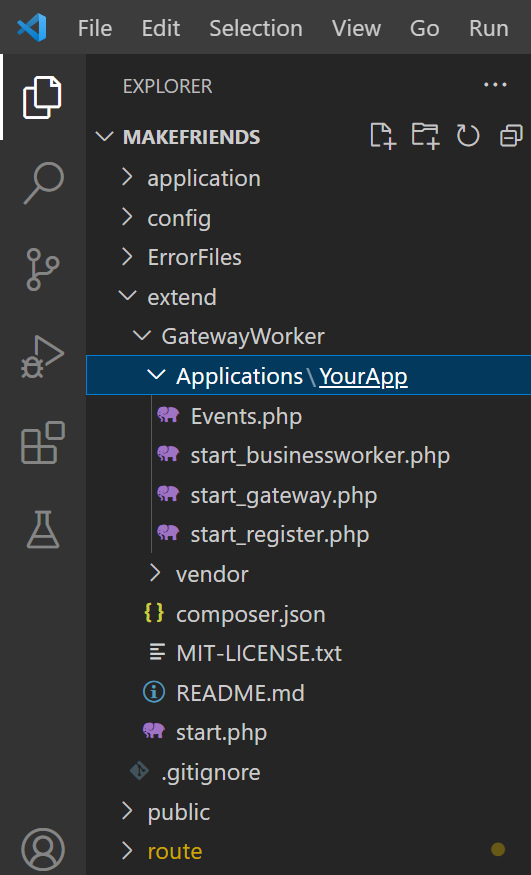 File Edit Selection View Go Run
EXPLORER
MAKEFRIENDS
application
config
ErrorFiles
extend
GatewayWorker
Applications\YourApp
Events.php
start_businessworker.php
start_gateway.php
start_register.php
vendor
composer.json
MIT-LICENSE.txt
README.md
start.php
.gitignore
public
route